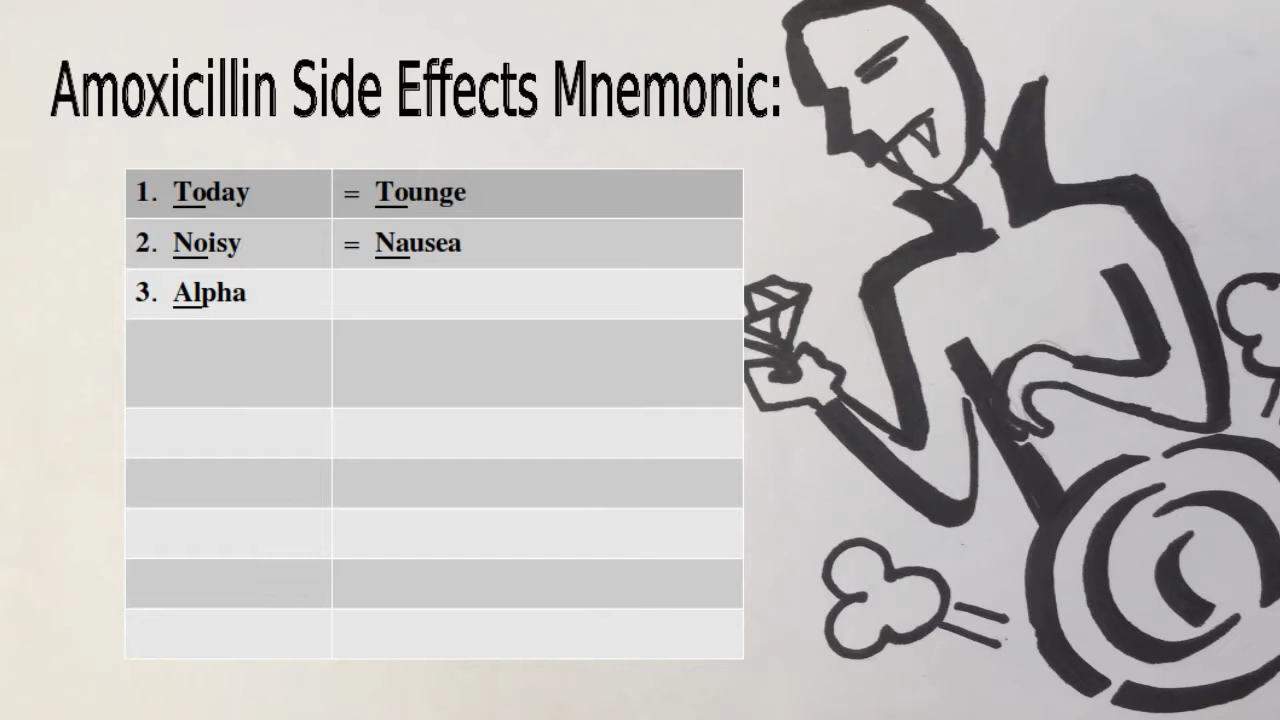 Amoxicillin Side Effects Mnemonic:
1. Today = Tounge
2. Noisy = Nausea
3. Alpha